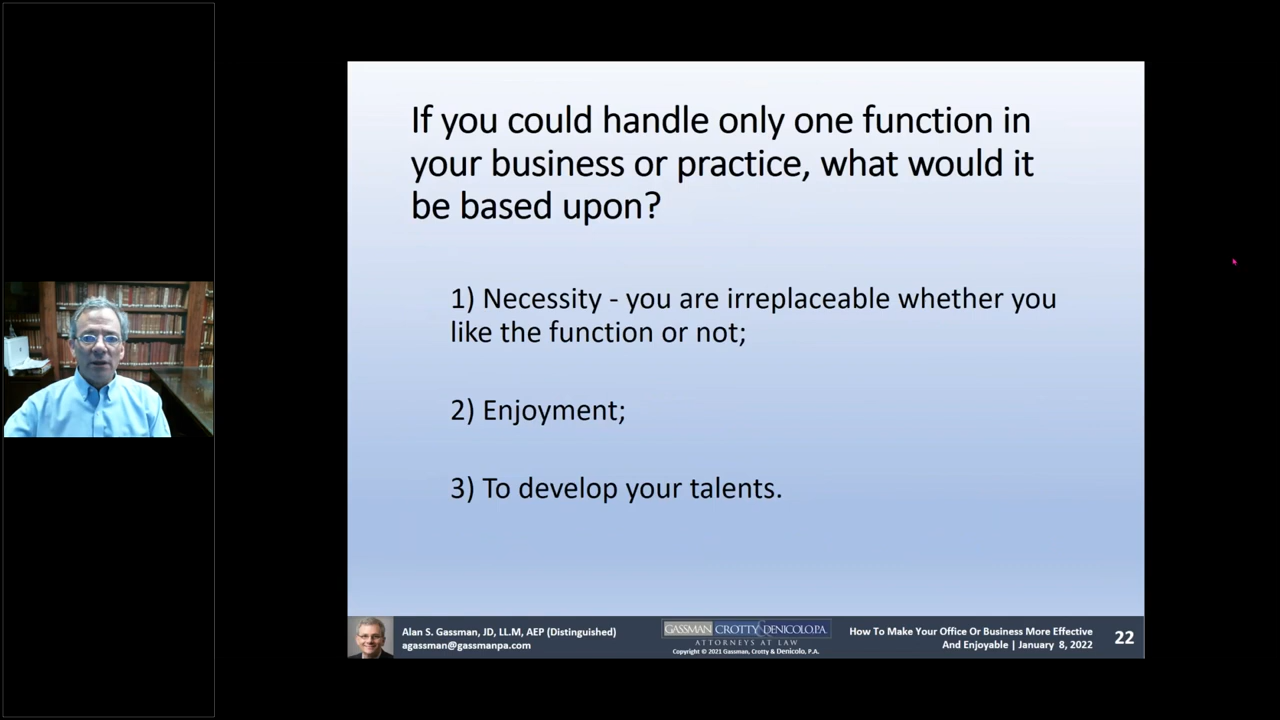 If you could handle only one function in
your business or practice, what would it
be based upon?
1) Necessity - you are irreplaceable whether you
like the function or not;
2) Enjoyment;
3) To develop your talents.
Alan S. Gassman, JD, LL.M, AEP (Distinguished)
agassman@gassmanpa.com
GASSMAN CROTTY & DENICOLO, P.A.
ATTORNEYS AT LAW
Copyright © 2021 Gassman, Crotty & Denicolo, P.A.
How To Make Your Office Or Business More Effective
And Enjoyable | January 8, 2022
22